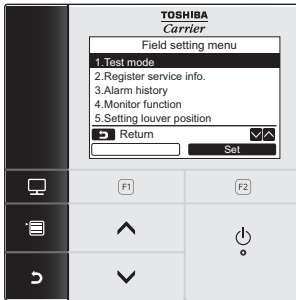 TOSHIBA
Carrier
Field setting menu
1.Test mode
2.Register service info.
3.Alarm history
4.Monitor function
5.Setting louver position
Return
Set
F1 F2